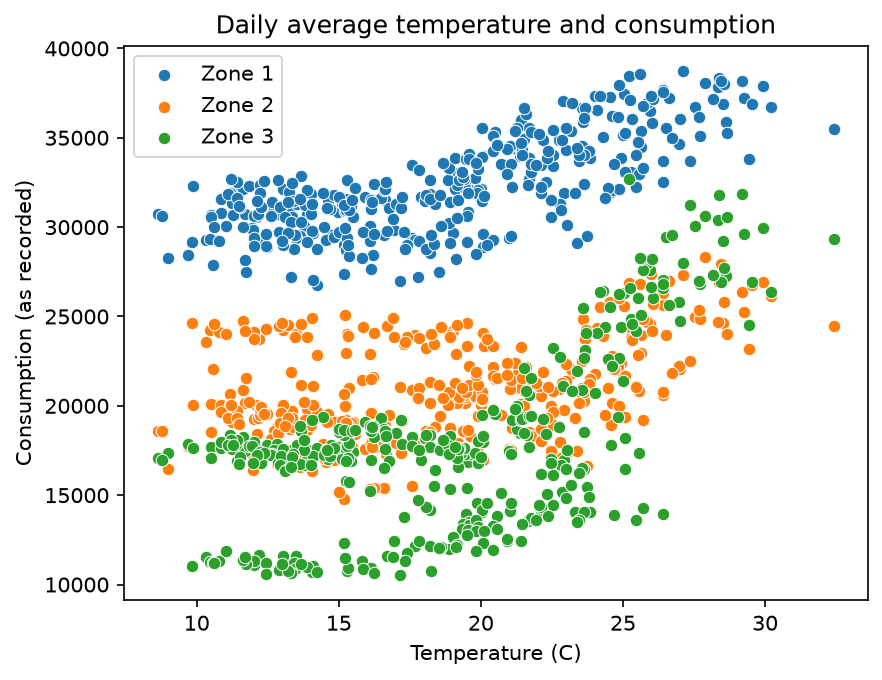 Daily average temperature and consumption
40000
35000
30000
25000
20000
15000
10000
Consumption (as recorded)
Zone 1
Zone 2
Zone 3
10 15 20 25 30
Temperature (C)